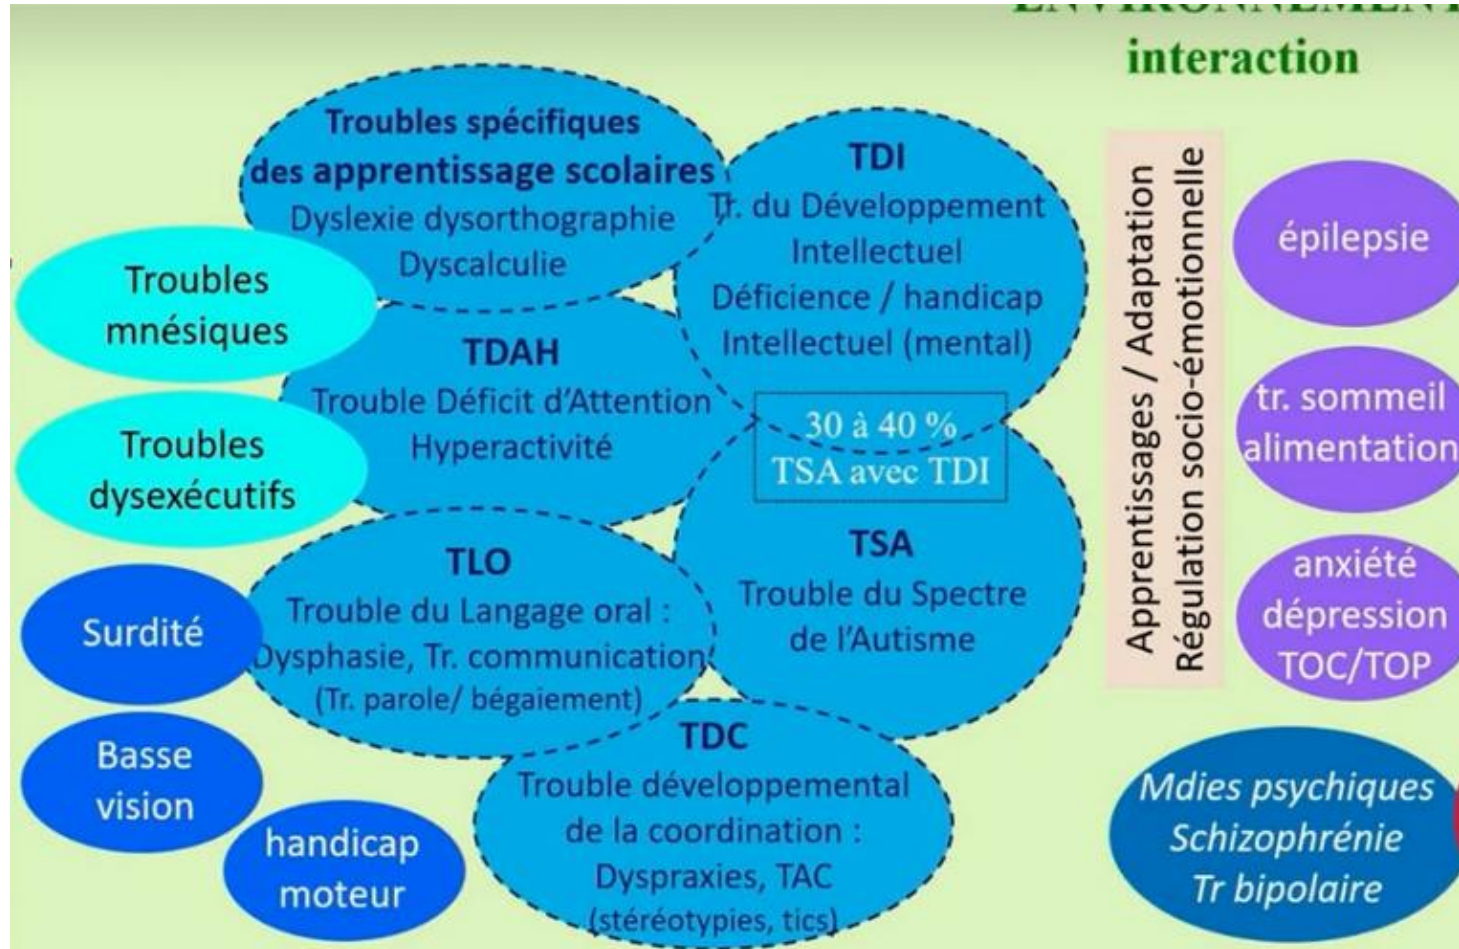 ENVIRONNEMENT
interaction
Troubles spécifiques
des apprentissage scolaires
Dyslexie dysorthographie
Dyscalculie
TDI
Tr. du Développement
Intellectuel
Déficience / handicap
Intellectuel (mental)
Troubles
mnésiques
TDAH
Trouble Déficit d'Attention
Hyperactivité
30 à 40 %
TSA avec TDI
Troubles
dysexécutifs
TLO
Trouble du Langage oral :
Dysphasie, Tr. communication
(Tr. parole/ bégaiement)
TSA
Trouble du Spectre
de l'Autisme
Surdité
Basse
vision
handicap
moteur
TDC
Trouble développemental
de la coordination :
Dyspraxies, TAC
(stéréotypies, tics)
Apprentissages / Adaptation
Régulation socio-émotionnelle
épilepsie
tr. sommeil
alimentation
anxiété
dépression
TOC/TOP
Mdies psychiques
Schizophrénie
Tr bipolaire